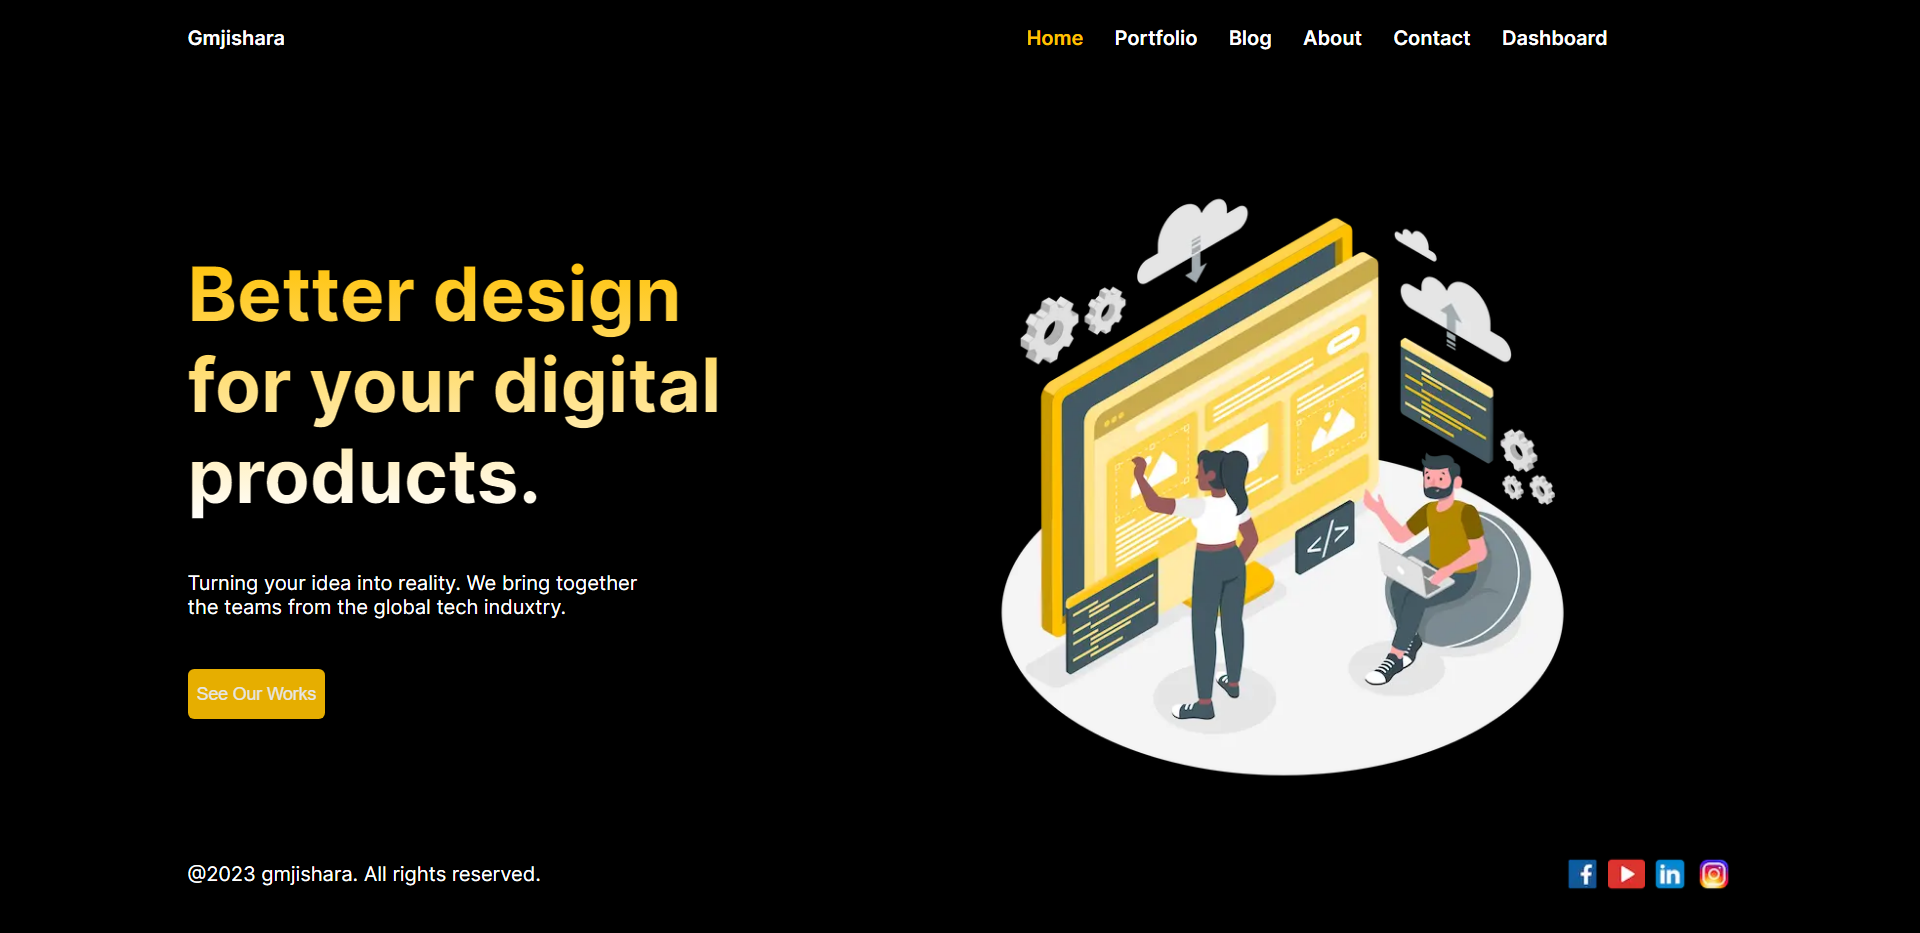 Gmjishara
Home Portfolio Blog About Contact Dashboard
Better design
for your digital
products.
Turning your idea into reality. We bring together
the teams from the global tech induxtry.
</>
See Our Works
@2023 gmjishara. All rights reserved.
f
in